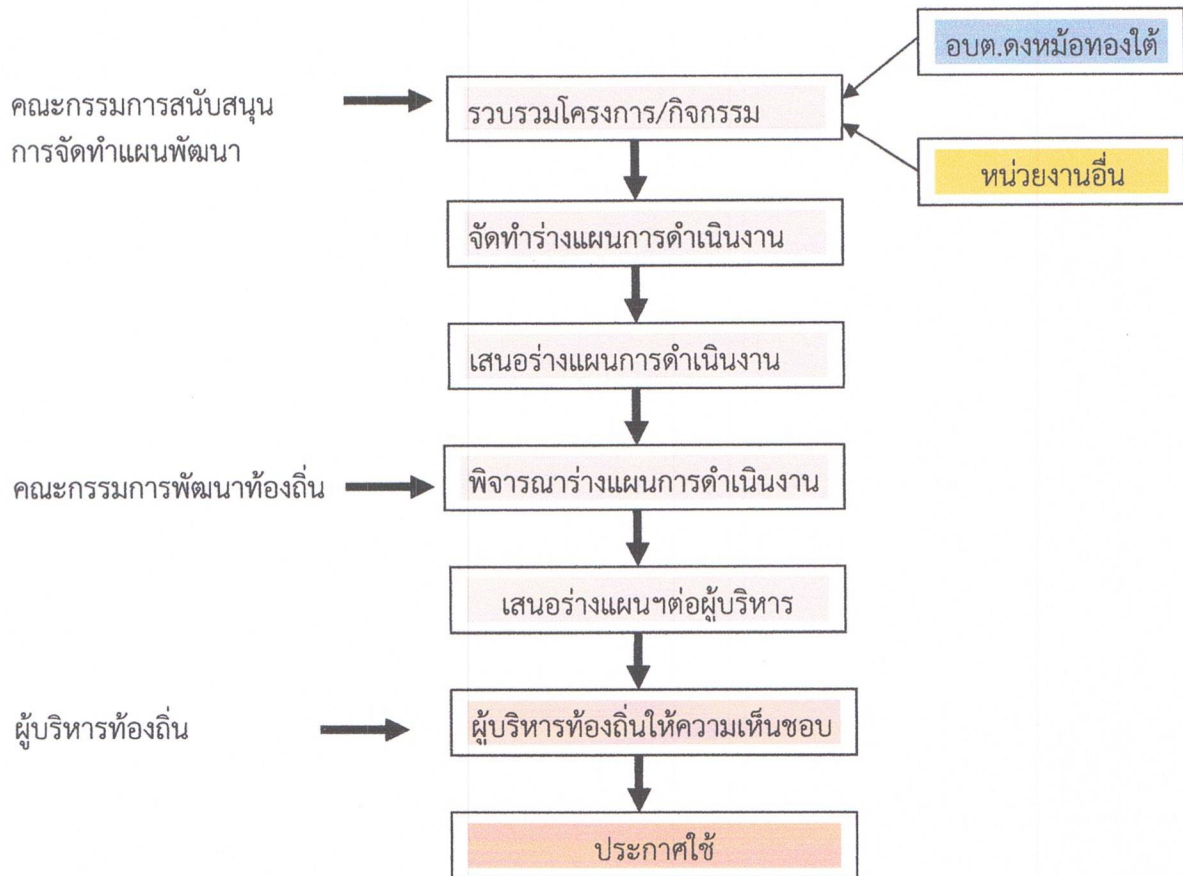 อบต.ดงหม้อทองใต้
คณะกรรมการสนับสนุน
การจัดทำแผนพัฒนา
รวบรวมโครงการ/กิจกรรม
หน่วยงานอื่น
จัดทำร่างแผนการดำเนินงาน
เสนอร่างแผนการดำเนินงาน
คณะกรรมการพัฒนาท้องถิ่น
พิจารณาร่างแผนการดำเนินงาน
เสนอร่างแผนฯต่อผู้บริหาร
ผู้บริหารท้องถิ่น
ผู้บริหารท้องถิ่นให้ความเห็นชอบ
ประกาศใช้